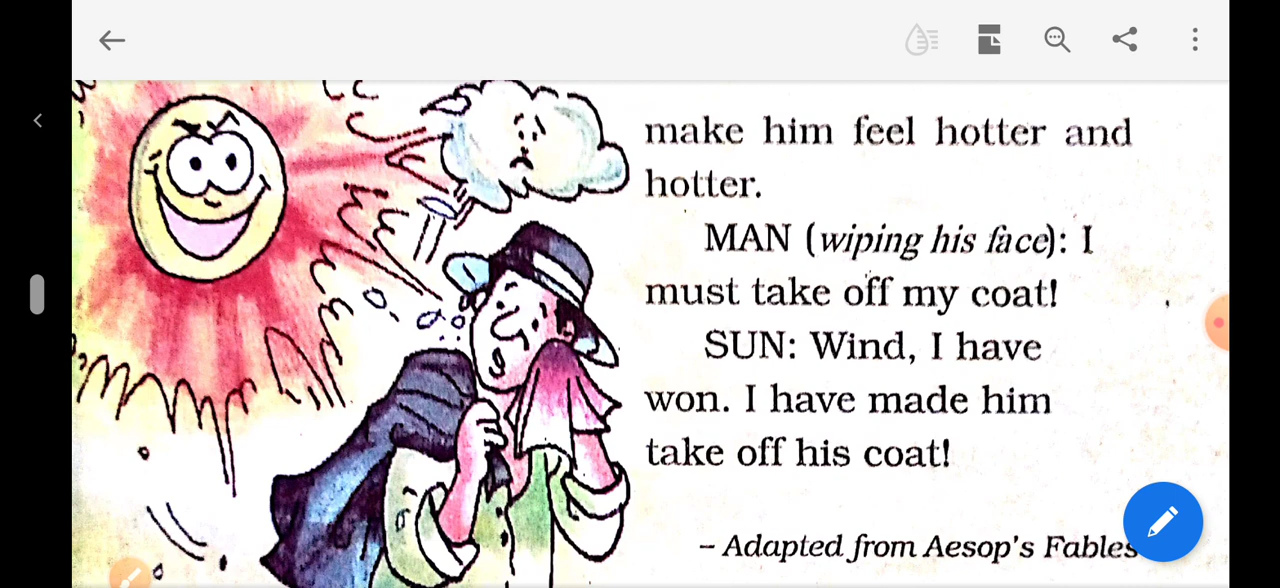 make him feel hotter and
hotter.
MAN (wiping his face): I
must take off my coat!
SUN: Wind, I have
won. I have made him
take off his coat!
– Adapted from Aesop's Fables